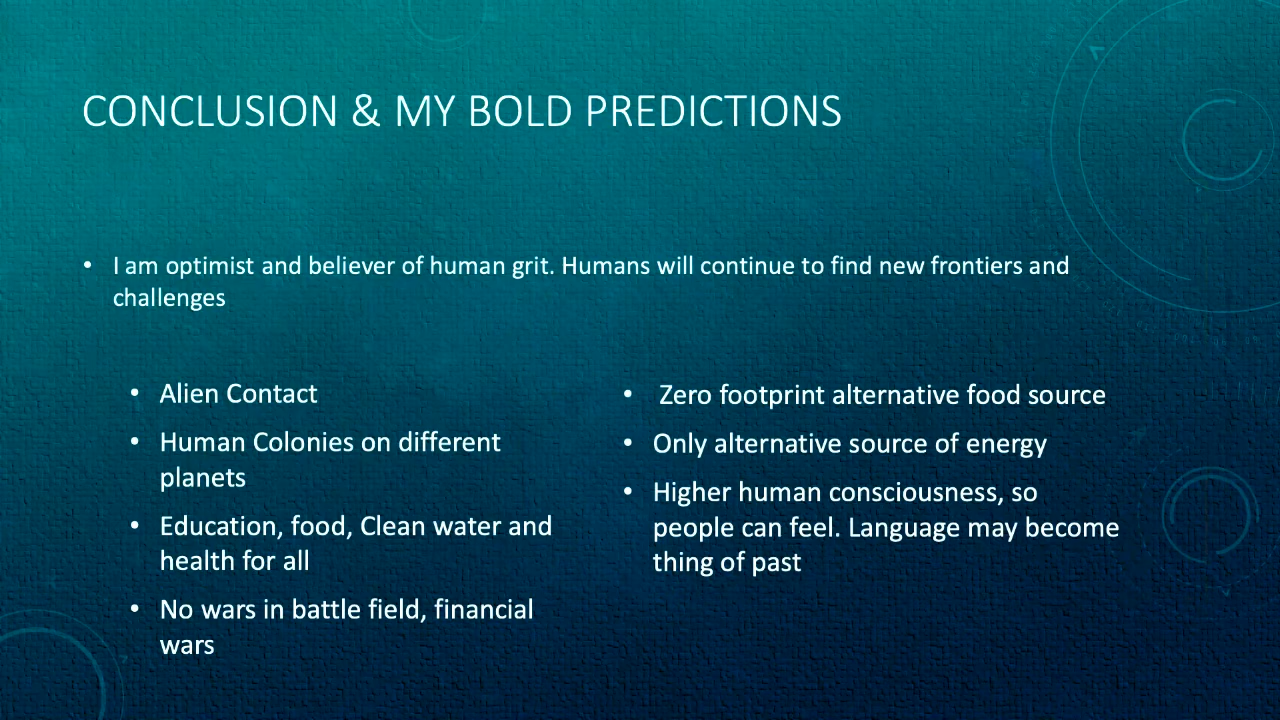 CONCLUSION & MY BOLD PREDICTIONS
• I am optimist and believer of human grit. Humans will continue to find new frontiers and
challenges
• Alien Contact
• Human Colonies on different
planets
• Education, food, Clean water and
health for all
• No wars in battle field, financial
wars
• Zero footprint alternative food source
• Only alternative source of energy
• Higher human consciousness, so
people can feel. Language may become
thing of past